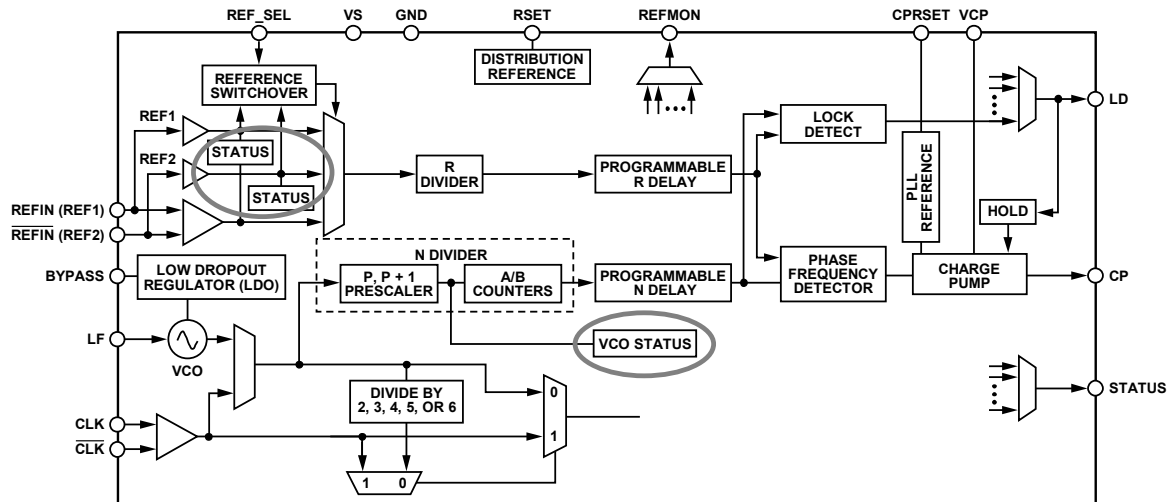 REF_SEL
VS
GND
RSET
REFMON
CPRSET
VCP
DISTRIBUTION
REFERENCE
REFERENCE
SWITCHOVER
REF1
STATUS
REF2
STATUS
R
DIVIDER
PROGRAMMABLE
R DELAY
LOCK
DETECT
LD
PLL
REFERENCE
HOLD
REFIN (REF1)
REFIN (REF2)
BYPASS
LOW DROPOUT
REGULATOR (LDO)
N DIVIDER
P, P + 1
PRESCALER
A/B
COUNTERS
PROGRAMMABLE
N DELAY
PHASE
FREQUENCY
DETECTOR
CHARGE
PUMP
CP
VCO STATUS
LF
VCO
DIVIDE BY
2, 3, 4, 5, OR 6
0
1
STATUS
CLK
CLK
1 0